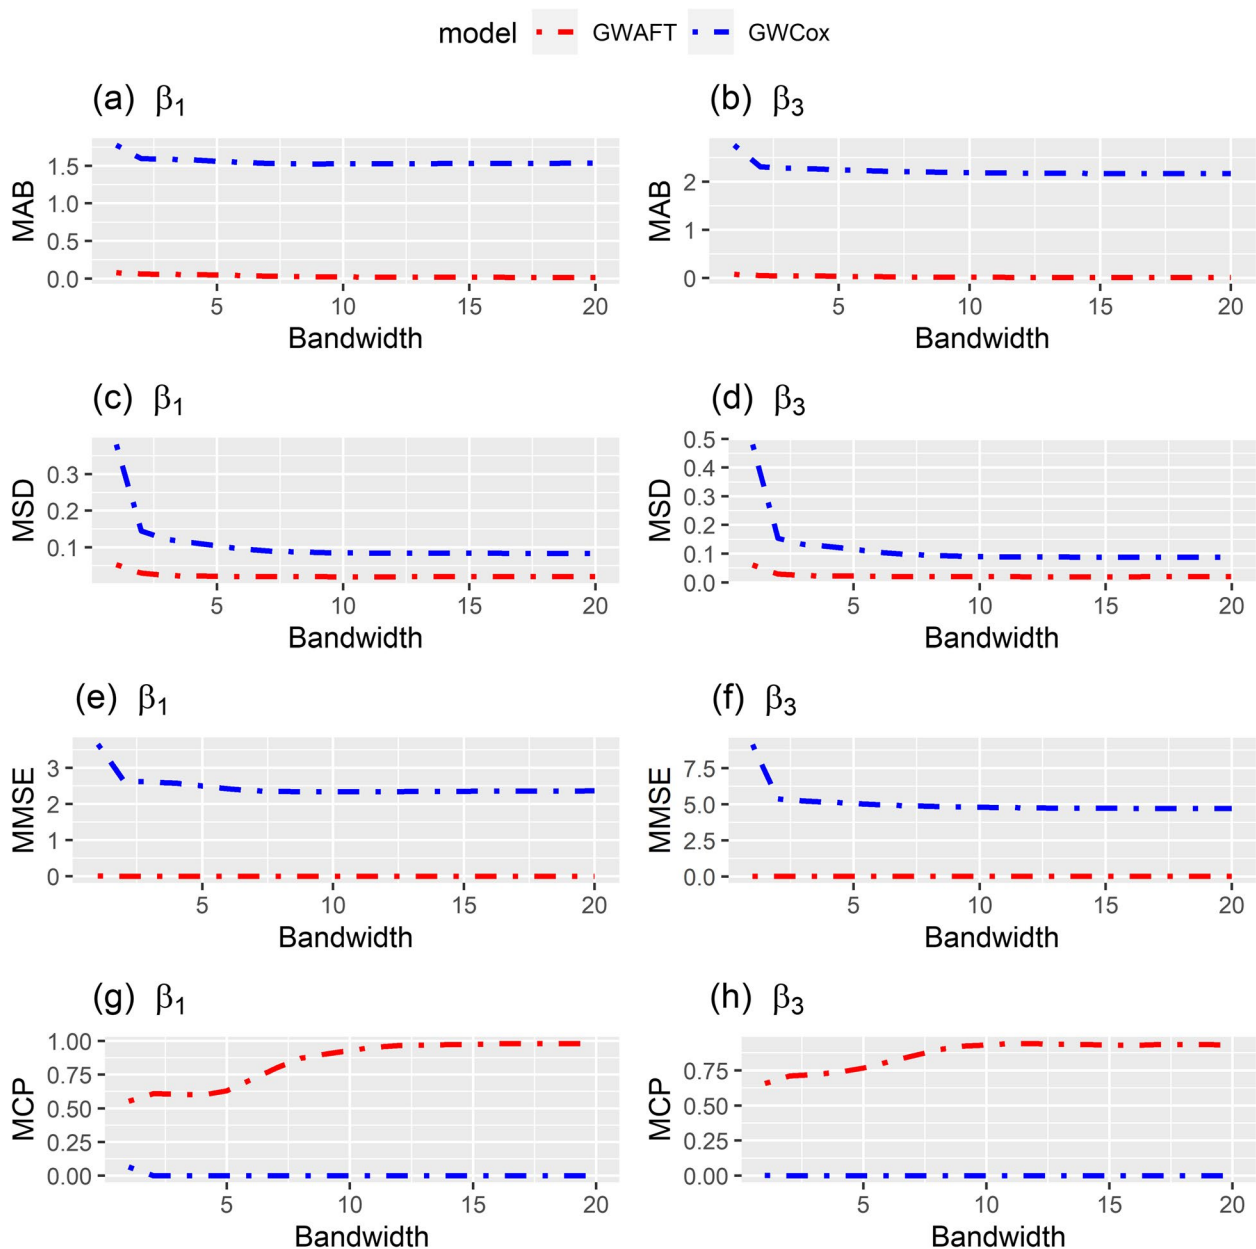 model GWAFT GWCox
(a) β1
MAB
1.5
1.0
0.5
0.0
5 10 15 20
Bandwidth
(b) β3
MAB
2
1
0
5 10 15 20
Bandwidth
(c) β1
MSD
0.3
0.2
0.1
5 10 15 20
Bandwidth
(d) β3
MSD
0.5
0.4
0.3
0.2
0.1
0.0
5 10 15 20
Bandwidth
(e) β1
MMSE
3
2
1
0
5 10 15 20
Bandwidth
(f) β3
MMSE
7.5
5.0
2.5
0.0
5 10 15 20
Bandwidth
(g) β1
MCP
1.00
0.75
0.50
0.25
0.00
5 10 15 20
Bandwidth
(h) β3
MCP
0.75
0.50
0.25
0.00
5 10 15 20
Bandwidth